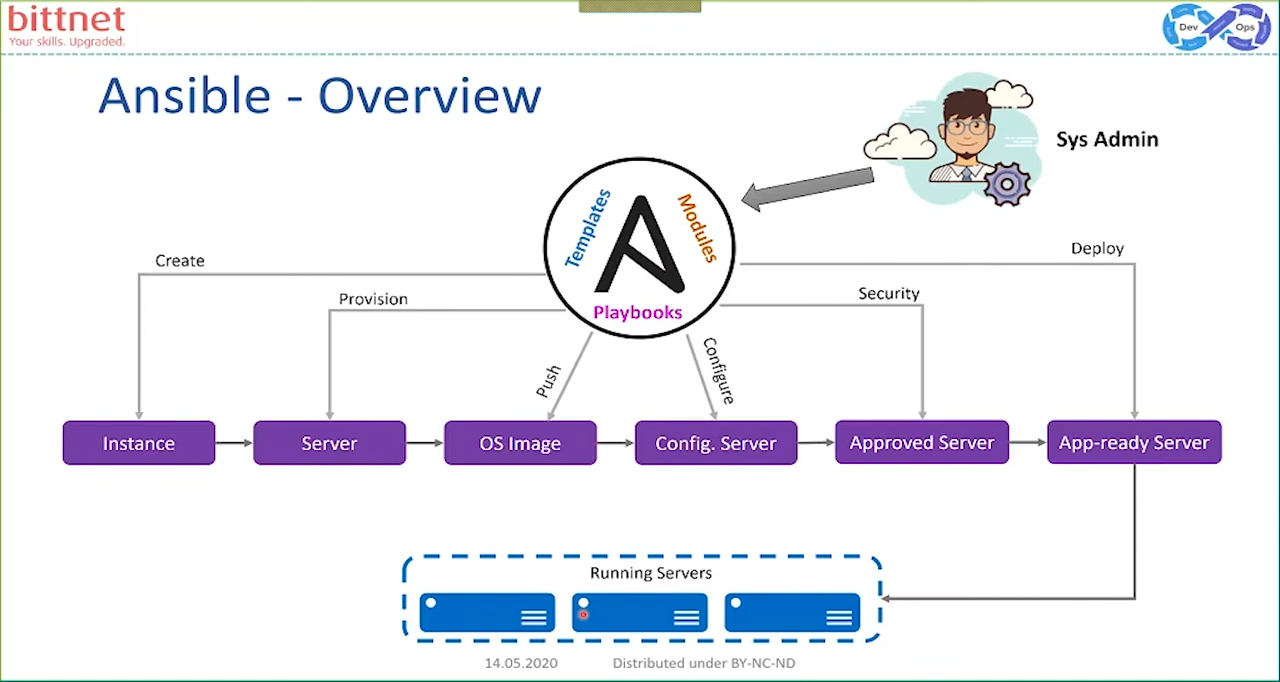 bittnet
Your skills. Upgraded.
Dev
Ops
Ansible - Overview
Sys Admin
Templates
Modules
Playbooks
Create
Provision
Push
Configure
Security
Deploy
Instance
Server
OS Image
Config. Server
Approved Server
App-ready Server
Running Servers
14.05.2020
Distributed under BY-NC-ND